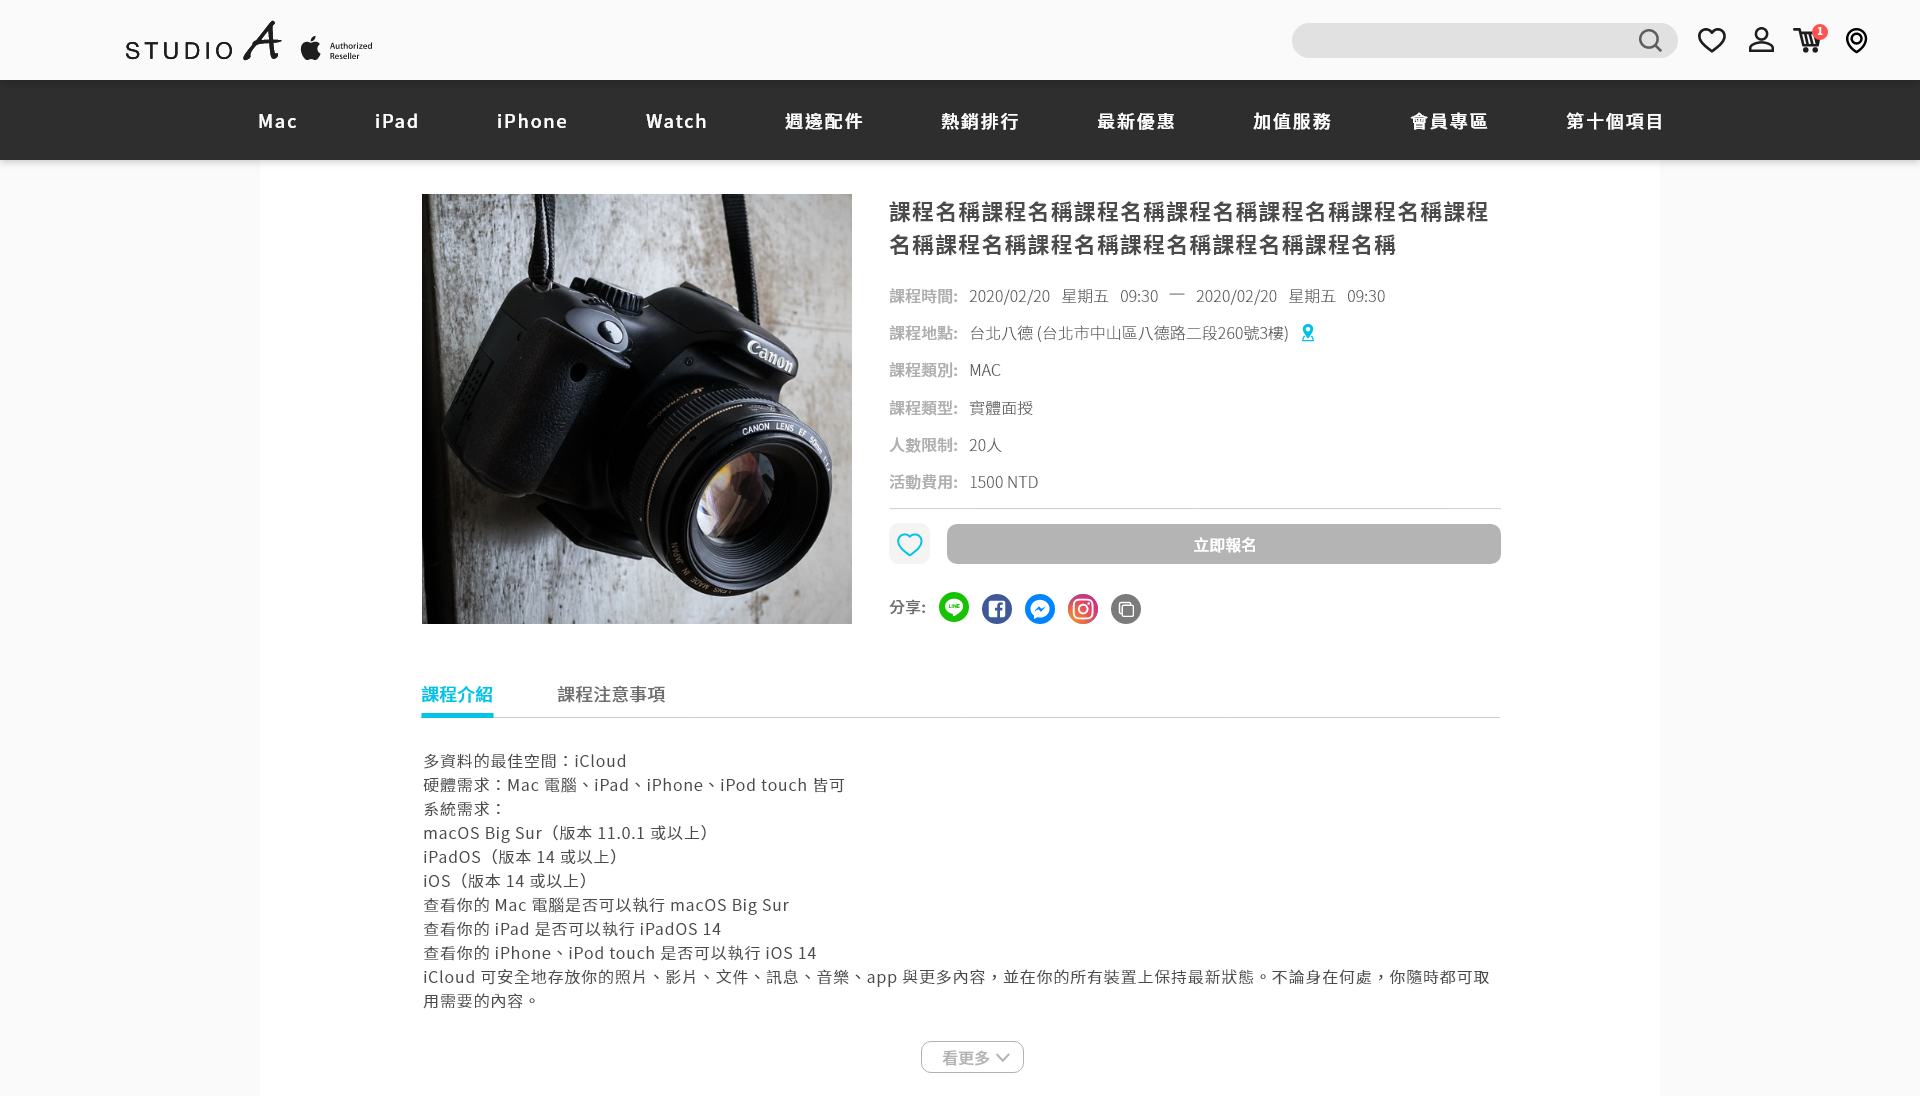 STUDIO A Authorized Reseller
1
Mac iPad iPhone Watch 週邊配件 熱銷排行 最新優惠 加值服務 會員專區 第十個項目
課程名稱課程名稱課程名稱課程名稱課程名稱課程名稱課程
名稱課程名稱課程名稱課程名稱課程名稱課程名稱
課程時間: 2020/02/20 星期五 09:30 — 2020/02/20 星期五 09:30
課程地點: 台北八德 (台北市中山區八德路二段260號3樓)
課程類別: MAC
課程類型: 實體面授
人數限制: 20人
活動費用: 1500 NTD
立即報名
分享: LINE
Canon
CANON LENS EF 50mm
MADE IN JAPAN
課程介紹 課程注意事項
多資料的最佳空間：iCloud
硬體需求：Mac 電腦、iPad、iPhone、iPod touch 皆可
系統需求：
macOS Big Sur（版本 11.0.1 或以上）
iPadOS（版本 14 或以上）
iOS（版本 14 或以上）
查看你的 Mac 電腦是否可以執行 macOS Big Sur
查看你的 iPad 是否可以執行 iPadOS 14
查看你的 iPhone、iPod touch 是否可以執行 iOS 14
iCloud 可安全地存放你的照片、影片、文件、訊息、音樂、app 與更多內容，並在你的所有裝置上保持最新狀態。不論身在何處，你隨時都可取
用需要的內容。
看更多